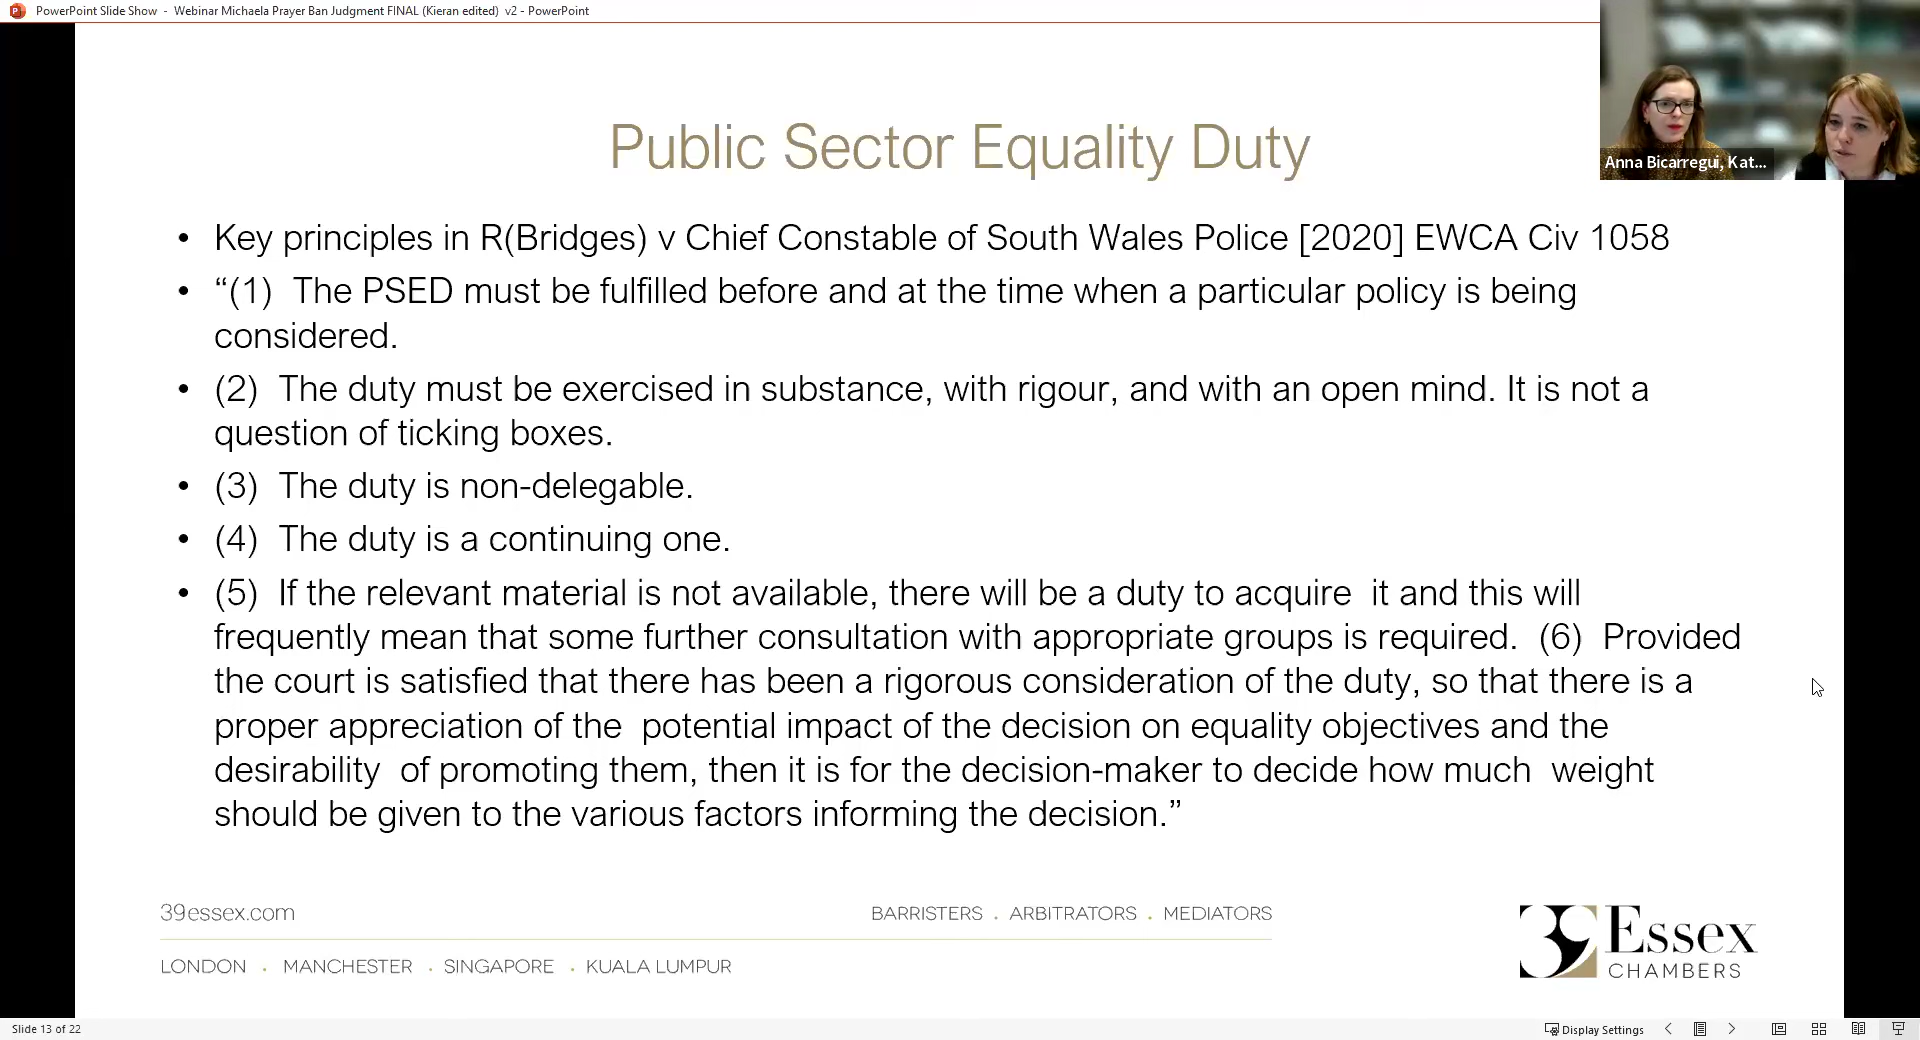 PowerPoint Slide Show - Webinar Michaela Prayer Ban Judgment FINAL (Kieran edited) v2 - PowerPoint
Anna Bicarregui, Kat...
Public Sector Equality Duty
• Key principles in R(Bridges) v Chief Constable of South Wales Police [2020] EWCA Civ 1058
• “(1) The PSED must be fulfilled before and at the time when a particular policy is being
considered.
• (2) The duty must be exercised in substance, with rigour, and with an open mind. It is not a
question of ticking boxes.
• (3) The duty is non-delegable.
• (4) The duty is a continuing one.
• (5) If the relevant material is not available, there will be a duty to acquire it and this will
frequently mean that some further consultation with appropriate groups is required. (6) Provided
the court is satisfied that there has been a rigorous consideration of the duty, so that there is a
proper appreciation of the potential impact of the decision on equality objectives and the
desirability of promoting them, then it is for the decision-maker to decide how much weight
should be given to the various factors informing the decision.”
39essex.com
BARRISTERS . ARBITRATORS . MEDIATORS
LONDON . MANCHESTER . SINGAPORE . KUALA LUMPUR
39 Essex
CHAMBERS
Slide 13 of 22
Display Settings